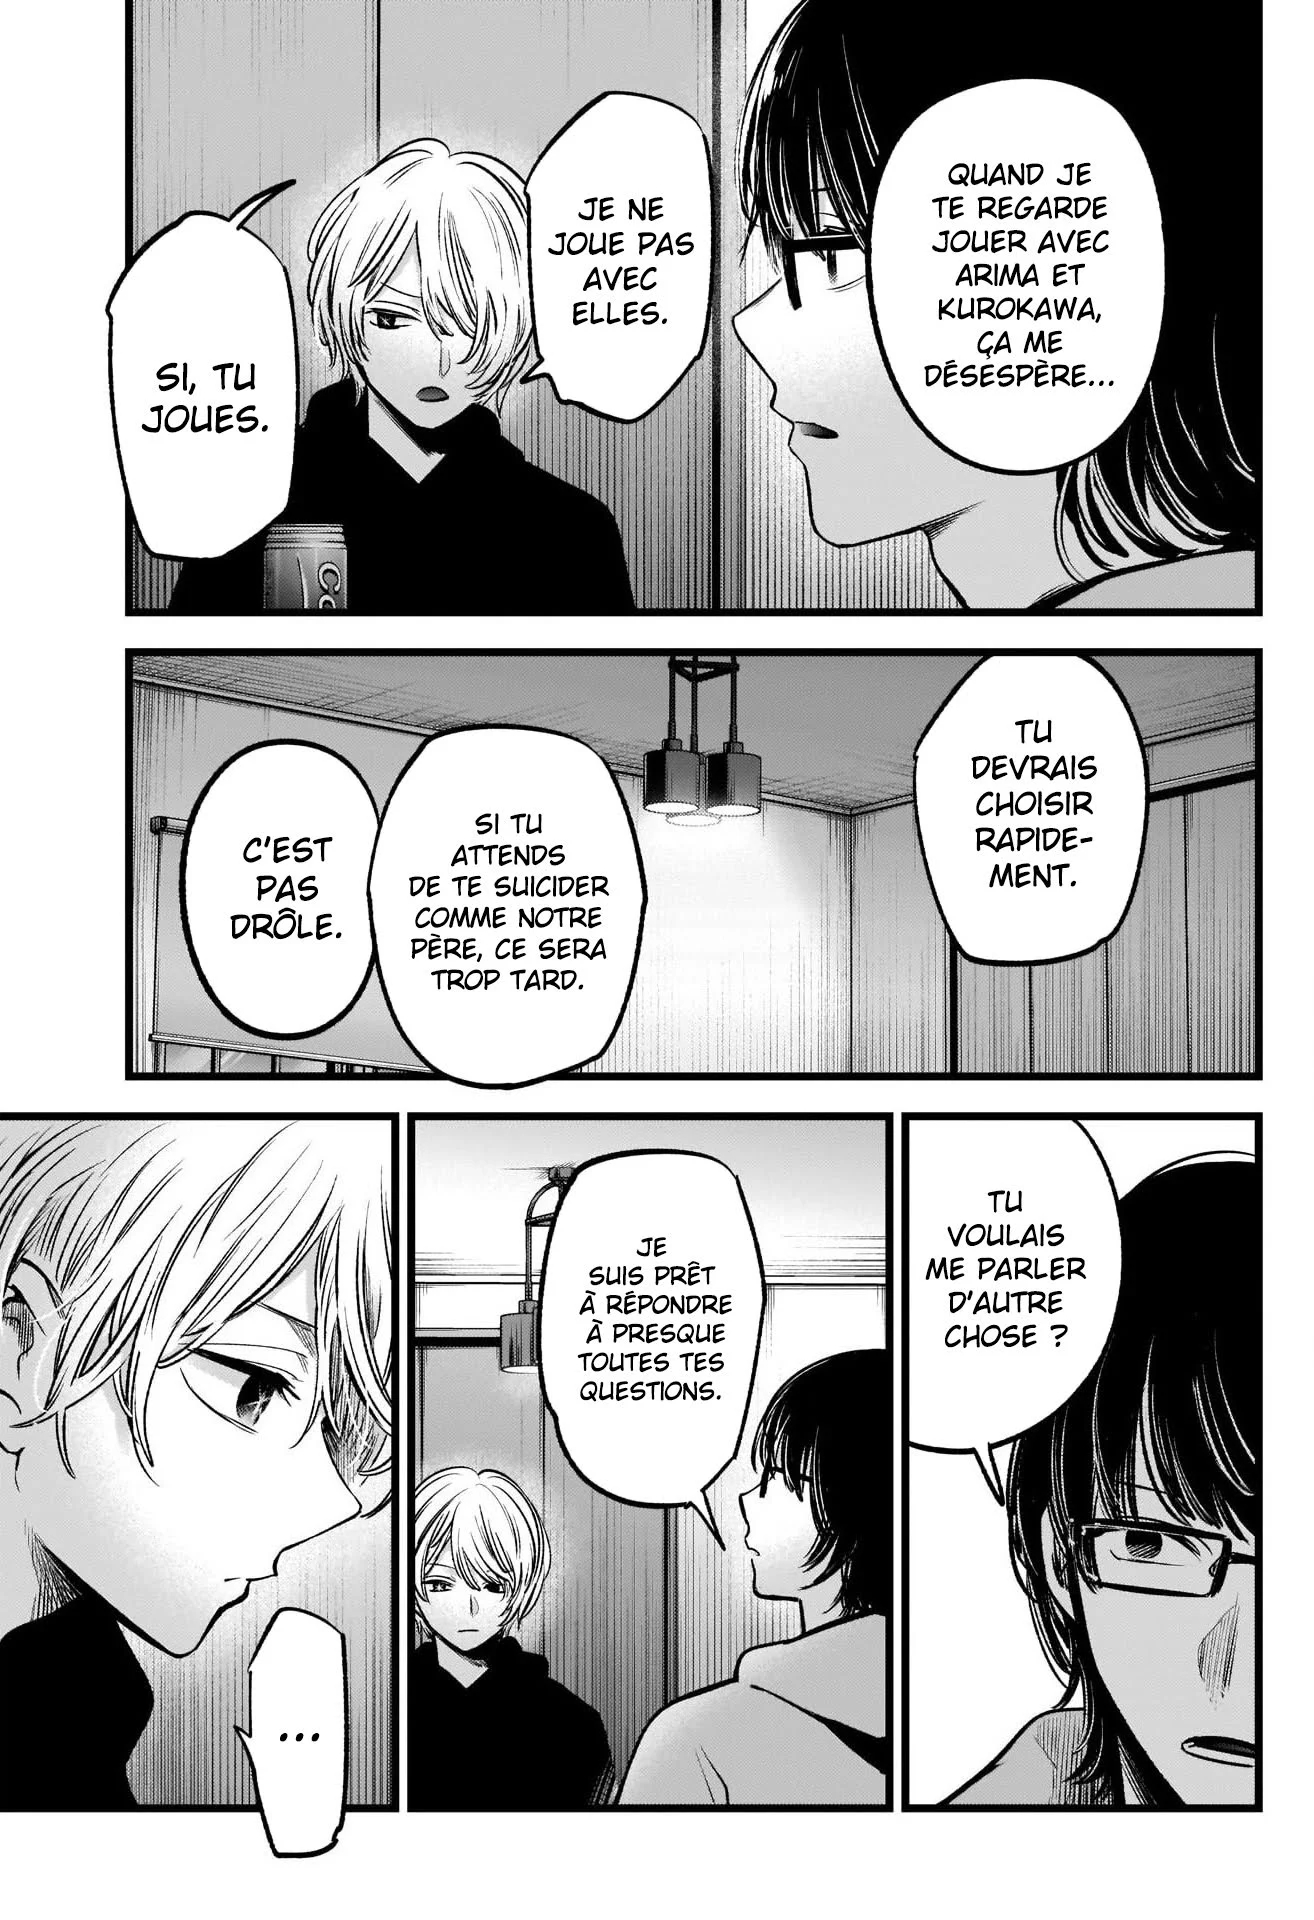 QUAND JE
TE REGARDE
JOUER AVEC
ARIMA ET
KUROKAWA,
ÇA ME
DÉSESPÈRE...
JE NE
JOUE PAS
AVEC
ELLES.
SI, TU
JOUES.
TU
DEVRAIS
CHOISIR
RAPIDE-
MENT.
SI TU
ATTENDS
DE TE SUICIDER
COMME NOTRE
PÈRE, CE SERA
TROP TARD.
C'EST
PAS
DRÔLE.
TU
VOULAIS
ME PARLER
D'AUTRE
CHOSE ?
JE
SUIS PRÊT
À RÉPONDRE
À PRESQUE
TOUTES TES
QUESTIONS.
...